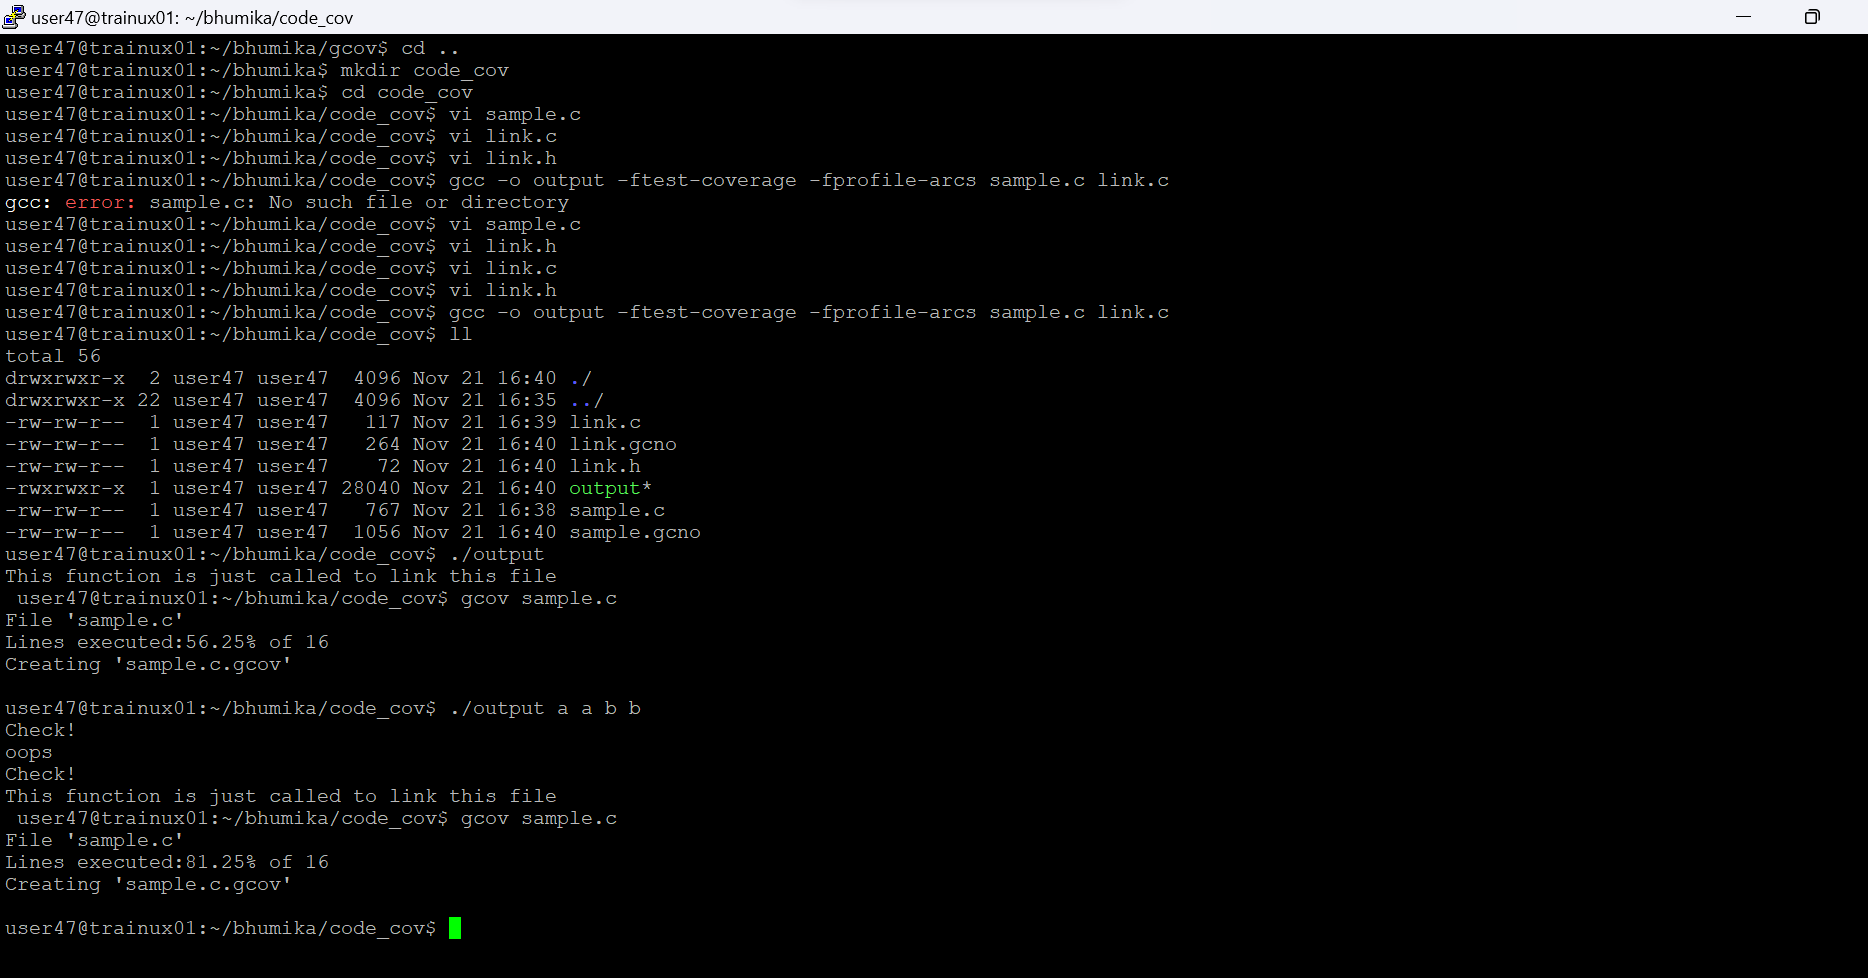 user47@trainux01: ~/bhumika/code_cov
user47@trainux01:~/bhumika/gcov$ cd ..
user47@trainux01:~/bhumika$ mkdir code_cov
user47@trainux01:~/bhumika$ cd code_cov
user47@trainux01:~/bhumika/code_cov$ vi sample.c
user47@trainux01:~/bhumika/code_cov$ vi link.c
user47@trainux01:~/bhumika/code_cov$ vi link.h
user47@trainux01:~/bhumika/code_cov$ gcc -o output -ftest-coverage -fprofile-arcs sample.c link.c
gcc: error: sample.c: No such file or directory
user47@trainux01:~/bhumika/code_cov$ vi sample.c
user47@trainux01:~/bhumika/code_cov$ vi link.h
user47@trainux01:~/bhumika/code_cov$ vi link.c
user47@trainux01:~/bhumika/code_cov$ vi link.h
user47@trainux01:~/bhumika/code_cov$ gcc -o output -ftest-coverage -fprofile-arcs sample.c link.c
user47@trainux01:~/bhumika/code_cov$ ll
total 56
drwxrwxr-x  2 user47 user47  4096 Nov 21 16:40 ./
drwxrwxr-x 22 user47 user47  4096 Nov 21 16:35 ../
-rw-rw-r--  1 user47 user47   117 Nov 21 16:39 link.c
-rw-rw-r--  1 user47 user47   264 Nov 21 16:40 link.gcno
-rw-rw-r--  1 user47 user47    72 Nov 21 16:40 link.h
-rwxrwxr-x  1 user47 user47 28040 Nov 21 16:40 output*
-rw-rw-r--  1 user47 user47   767 Nov 21 16:38 sample.c
-rw-rw-r--  1 user47 user47  1056 Nov 21 16:40 sample.gcno
user47@trainux01:~/bhumika/code_cov$ ./output
This function is just called to link this file
 user47@trainux01:~/bhumika/code_cov$ gcov sample.c
File 'sample.c'
Lines executed:56.25% of 16
Creating 'sample.c.gcov'

user47@trainux01:~/bhumika/code_cov$ ./output a a b b
Check!
oops
Check!
This function is just called to link this file
 user47@trainux01:~/bhumika/code_cov$ gcov sample.c
File 'sample.c'
Lines executed:81.25% of 16
Creating 'sample.c.gcov'

user47@trainux01:~/bhumika/code_cov$